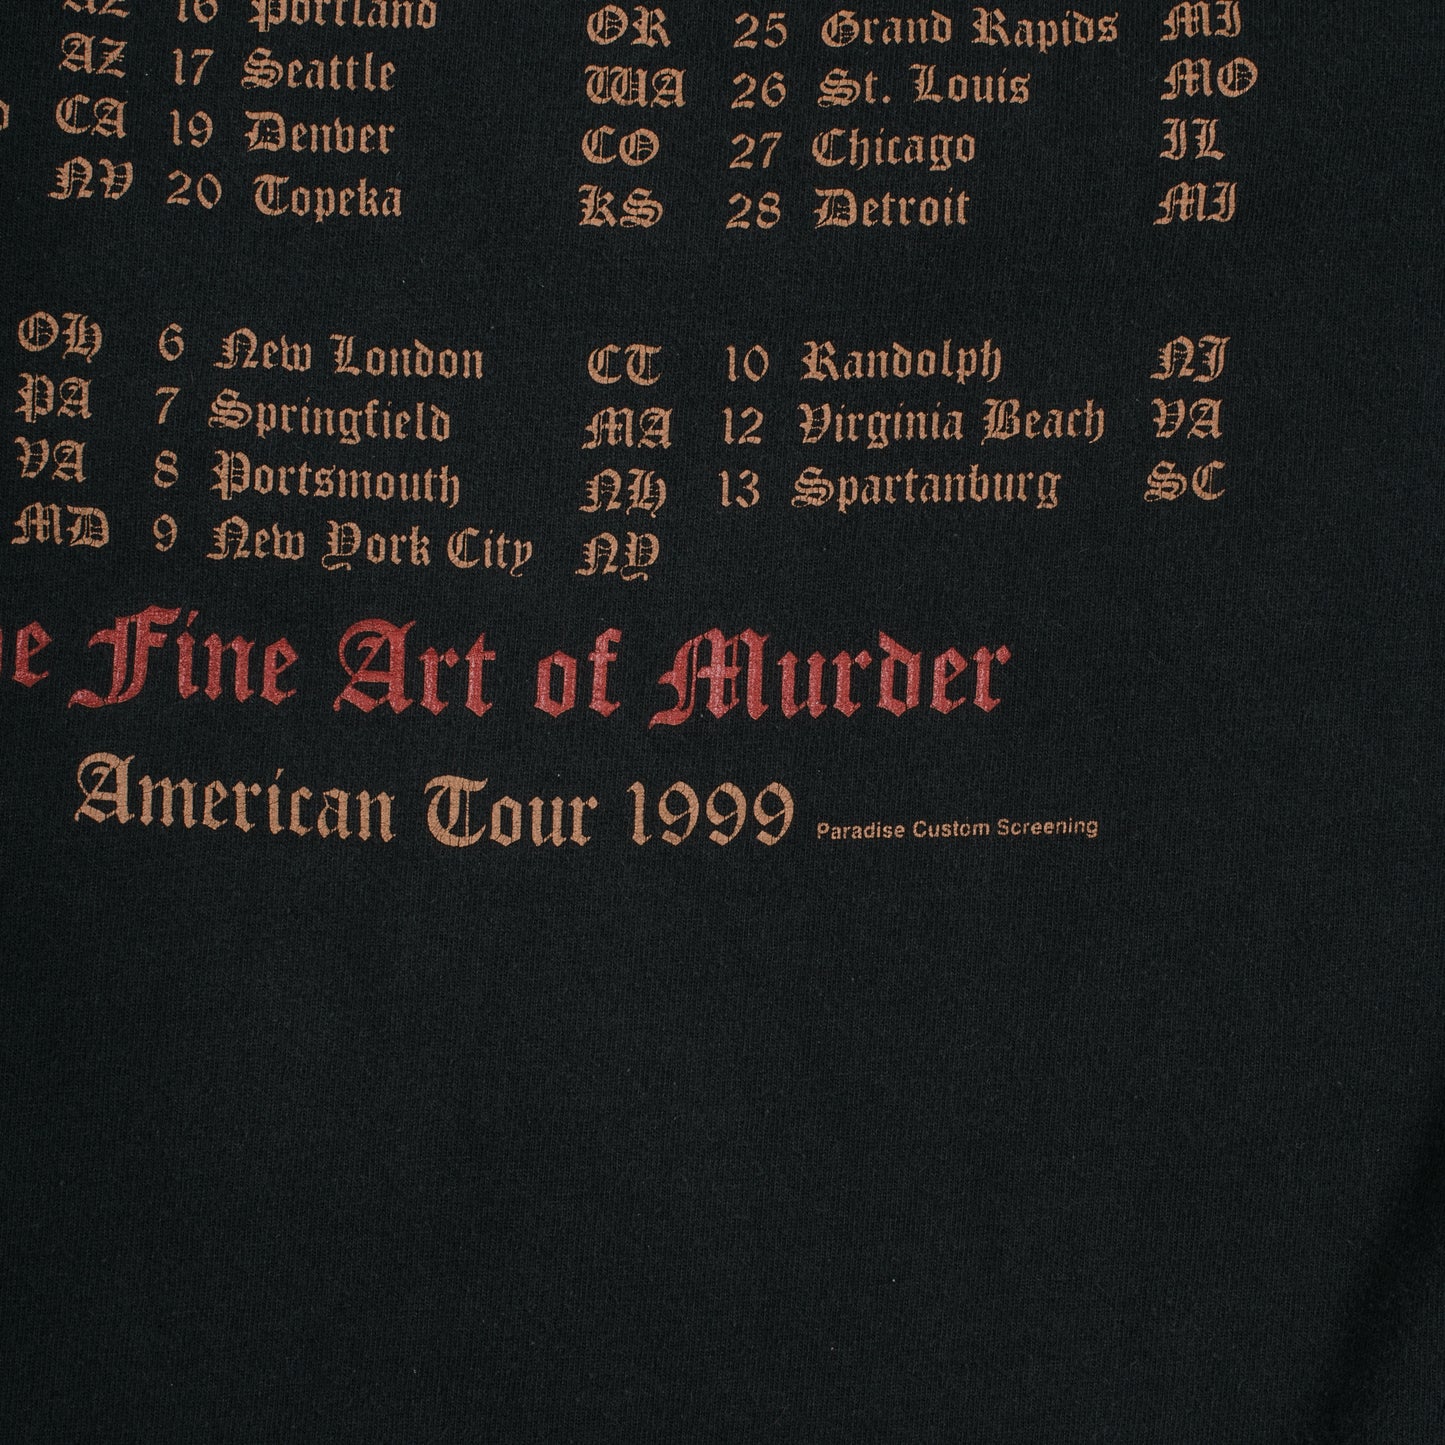 AZ 16 Portland OR 25 Grand Rapids MI
AZ 17 Seattle WA 26 St. Louis MO
CA 19 Denver CO 27 Chicago IL
NV 20 Topeka KS 28 Detroit MI
OH 6 New London CT 10 Randolph NJ
PA 7 Springfield MA 12 Virginia Beach VA
VA 8 Portsmouth NH 13 Spartanburg SC
MD 9 New York City NY
Fine Art of Murder
American Tour 1999 Paradise Custom Screening